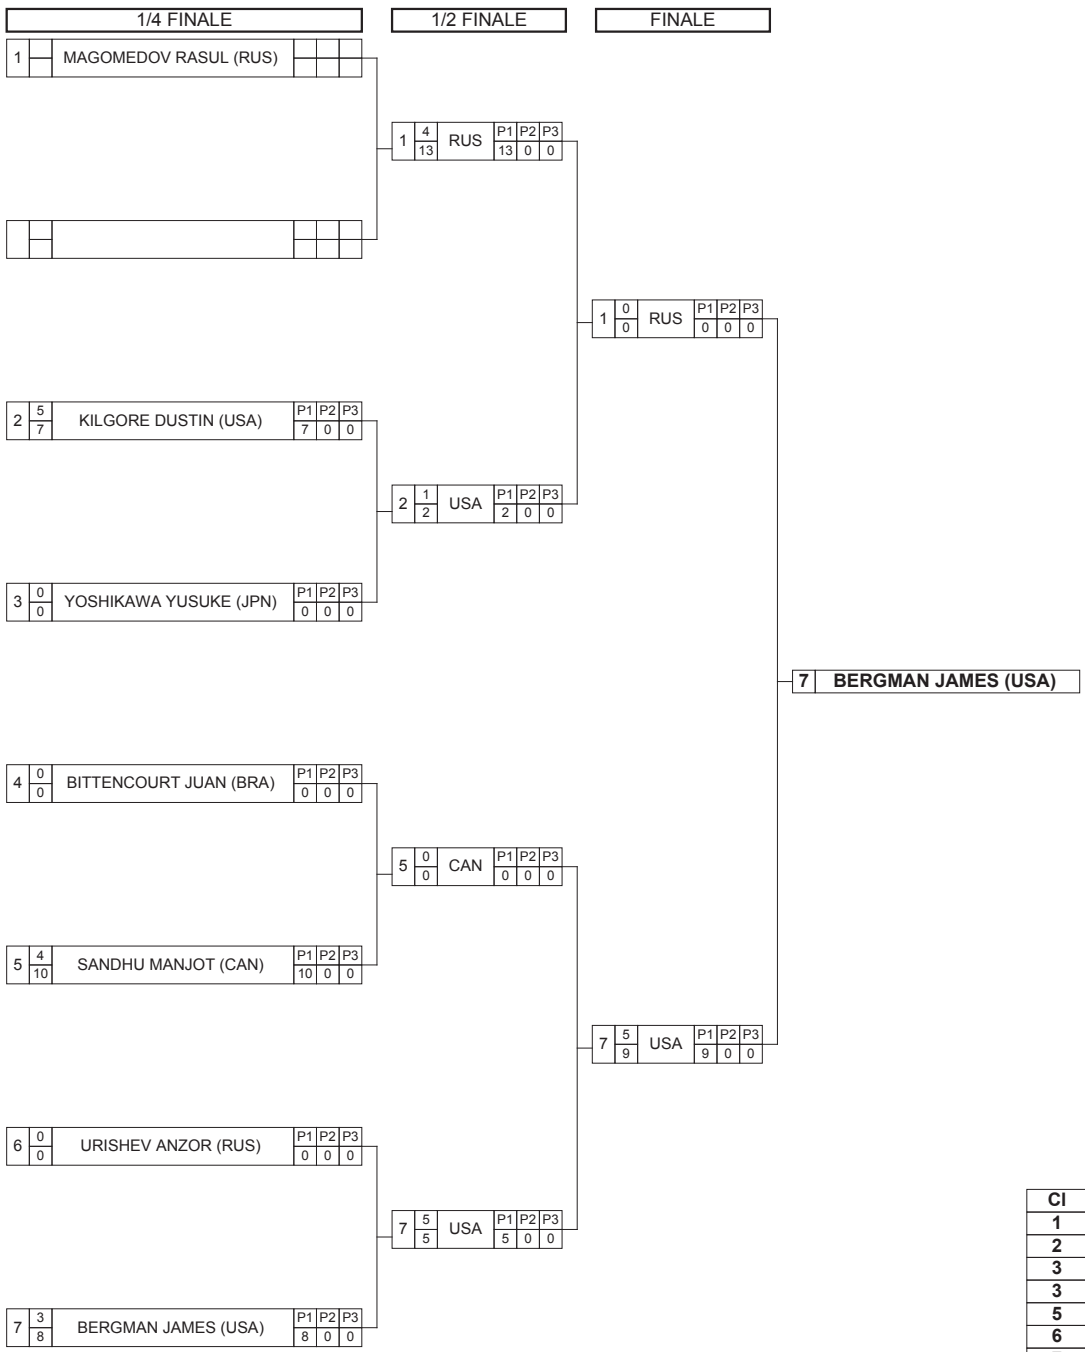 1/4 FINALE 1/2 FINALE FINALE
1 MAGOMEDOV RASUL (RUS)
1 4 RUS P1 P2 P3
13 13 0 0
1 0 RUS P1 P2 P3
0 0 0 0
2 5 KILGORE DUSTIN (USA) P1 P2 P3
7 7 0 0
2 1 USA P1 P2 P3
2 2 0 0
3 0 YOSHIKAWA YUSUKE (JPN) P1 P2 P3
0 0 0 0
7 BERGMAN JAMES (USA)
4 0 BITTENCOURT JUAN (BRA) P1 P2 P3
0 0 0 0
5 0 CAN P1 P2 P3
0 0 0 0
5 4 SANDHU MANJOT (CAN) P1 P2 P3
10 10 0 0
7 5 USA P1 P2 P3
9 9 0 0
6 0 URISHEV ANZOR (RUS) P1 P2 P3
0 0 0 0
7 5 USA P1 P2 P3
5 5 0 0
7 3 BERGMAN JAMES (USA) P1 P2 P3
8 8 0 0
Cl
1
2
3
3
5
6